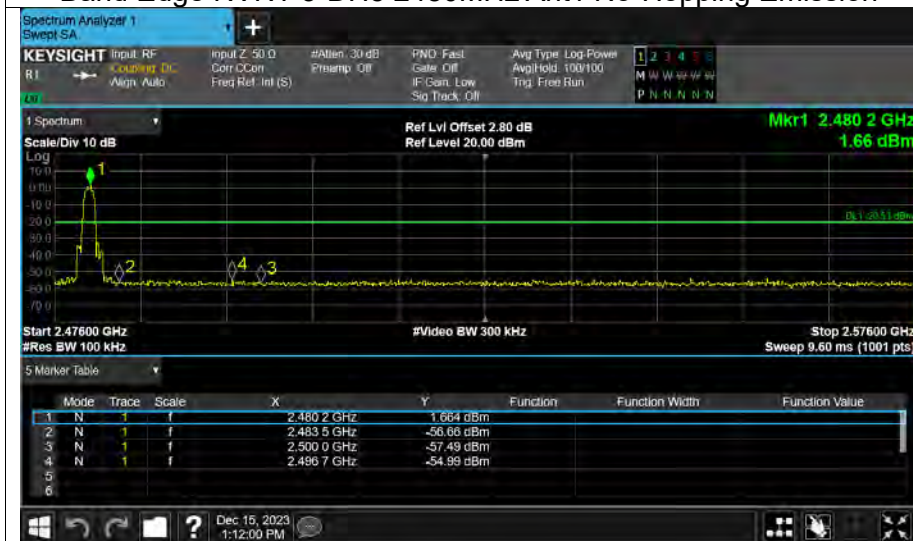 Spectrum Analyzer 1
Swept SA
+
KEYSIGHT Input: RF
R1 Coupling: DC
Align: Auto
Input Z: 50 Ω
Corr CCorr
Freq Ref: Int (S)
#Atten: 30 dB
Preamp: Off
PNO: Fast
Gate: Off
IF Gain: Low
Sig Track: Off
Avg Type: Log-Power
Avg|Hold: 100/100
Trig: Free Run
1 2 3 4 5 6
M W W W W W
P N N N N N
1 Spectrum
Scale/Div 10 dB
Ref Lvl Offset 2.80 dB
Ref Level 20.00 dBm
Mkr1 2.480 2 GHz
1.66 dBm
Log
1
2
4
3
Start 2.47600 GHz
#Res BW 100 kHz
#Video BW 300 kHz
Stop 2.57600 GHz
Sweep 9.60 ms (1001 pts)
5 Marker Table
Mode Trace Scale X Y Function Function Width Function Value
1 N 1 f 2.480 2 GHz 1.664 dBm
2 N 1 f 2.483 5 GHz -56.66 dBm
3 N 1 f 2.500 0 GHz -57.49 dBm
4 N 1 f 2.496 7 GHz -54.99 dBm
5
6
?
Dec 15, 2023
1:12:00 PM